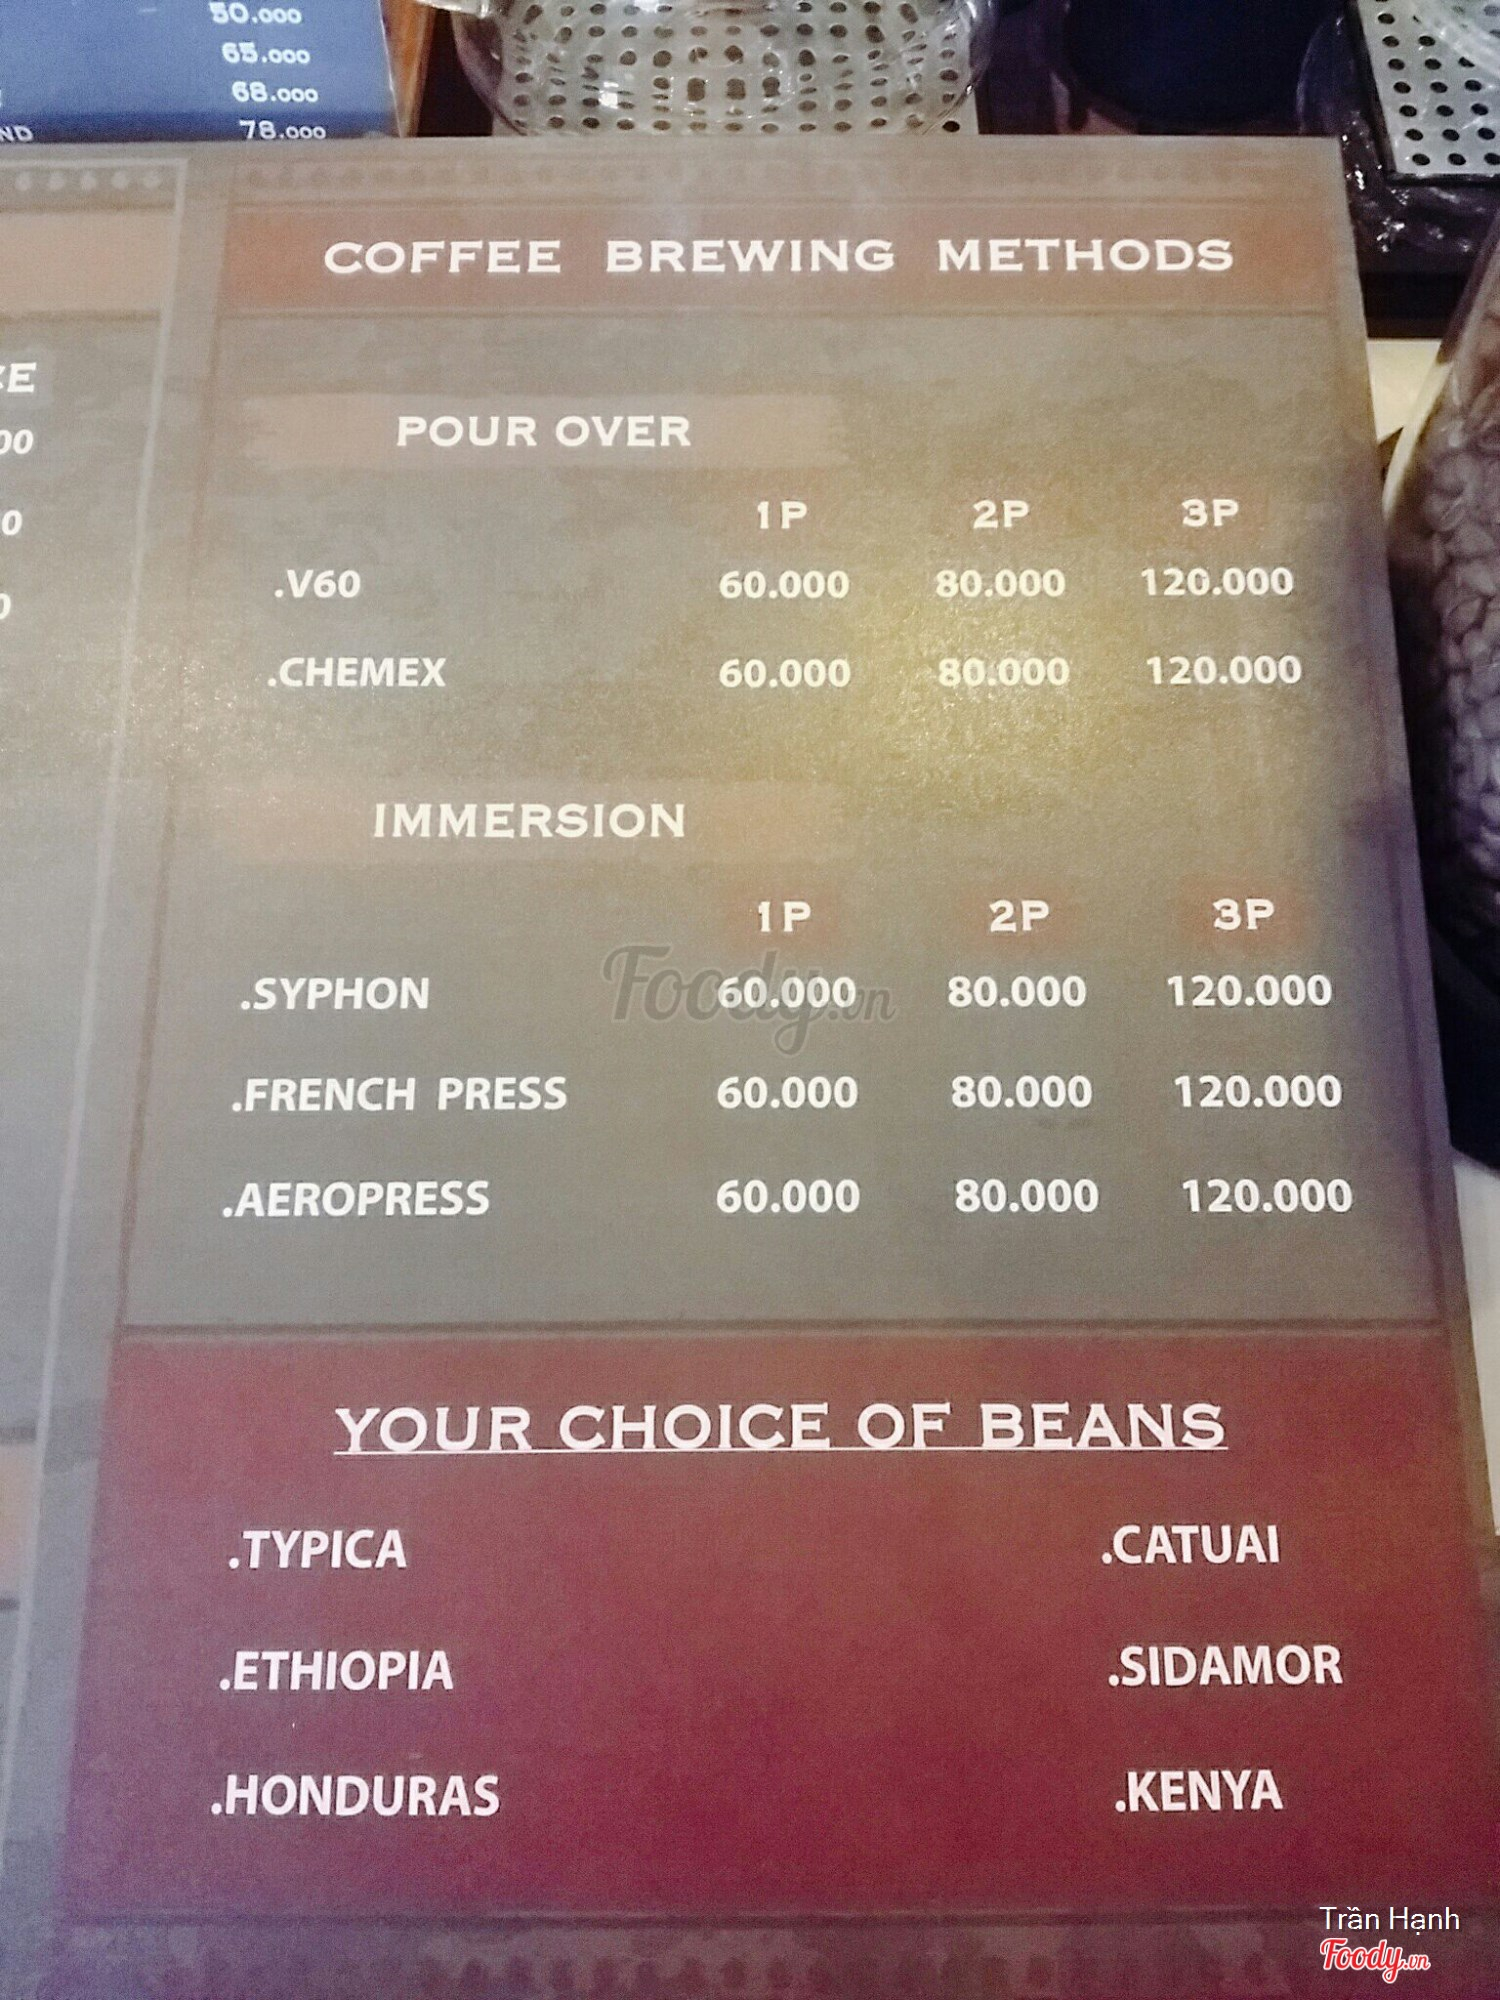 50.000
65.000
68.000
78.000
COFFEE BREWING METHODS
POUR OVER
1P 2P 3P
.V60 60.000 80.000 120.000
.CHEMEX 60.000 80.000 120.000
IMMERSION
1P 2P 3P
.SYPHON 60.000 80.000 120.000
.FRENCH PRESS 60.000 80.000 120.000
.AEROPRESS 60.000 80.000 120.000
Foody.vn
YOUR CHOICE OF BEANS
.TYPICA .CATUAI
.ETHIOPIA .SIDAMOR
.HONDURAS .KENYA
Trần Hạnh
Foody.vn